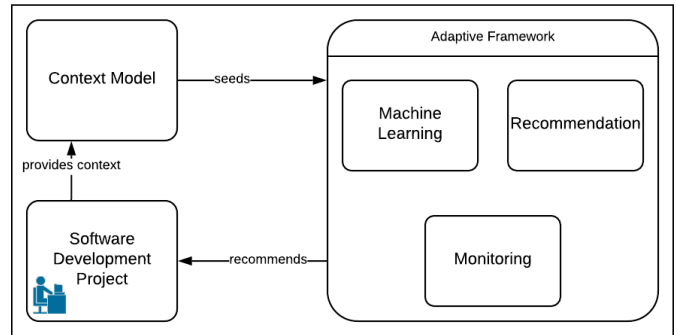 Adaptive Framework
Context Model
seeds
Machine
Learning
Recommendation
provides context
Software
Development
Project
recommends
Monitoring